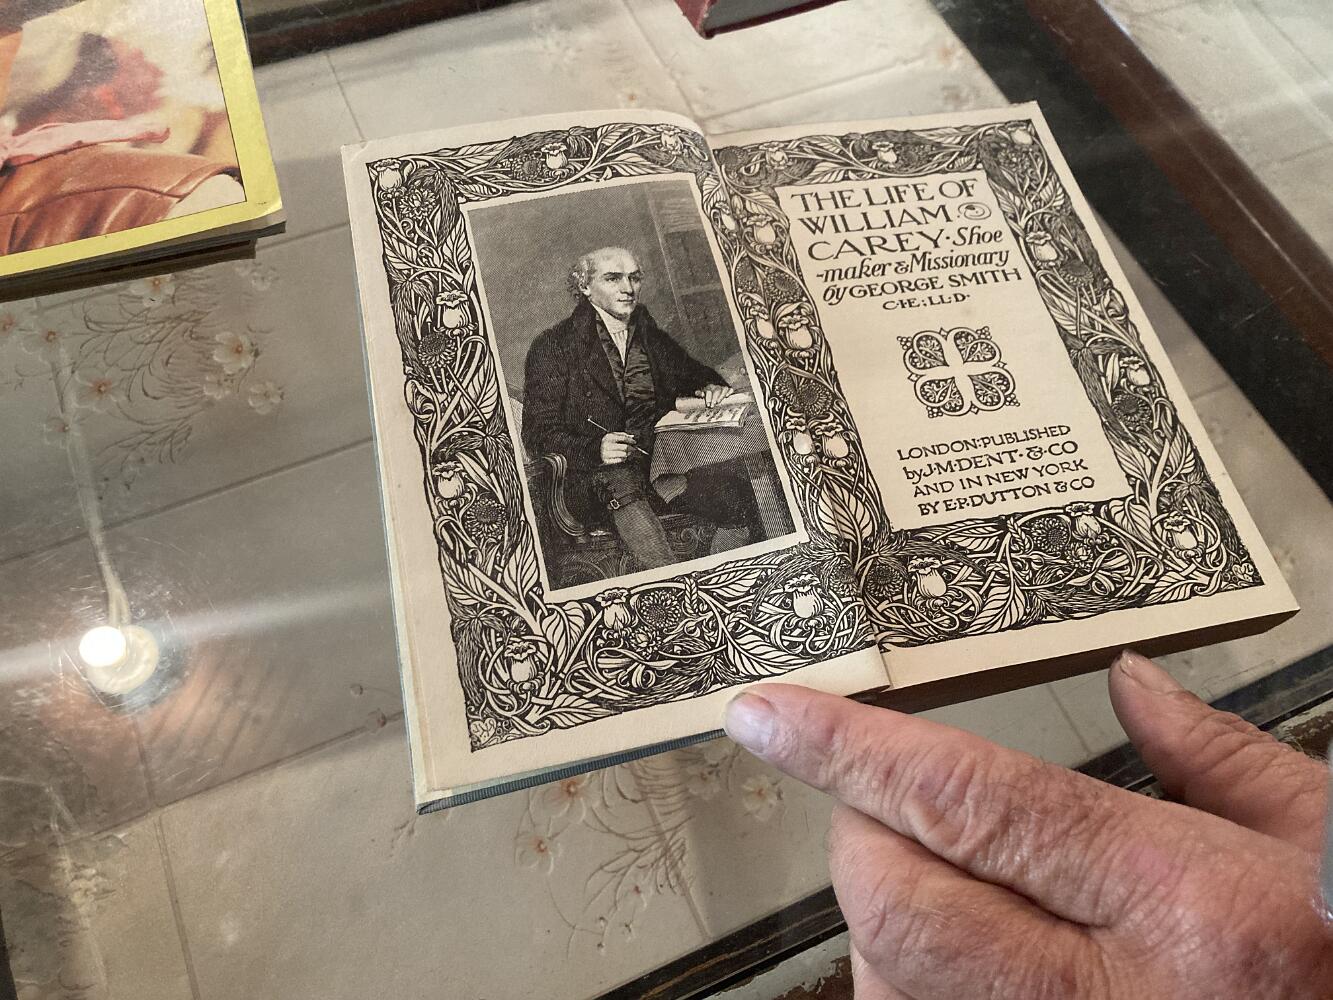 THE LIFE OF
WILLIAM
CAREY·Shoe
-maker & Missionary
by GEORGE SMITH
C·I·E·; LL·D·
LONDON: PUBLISHED
by J·M·DENT·&·CO
AND IN NEW YORK
BY E·P·DUTTON & CO